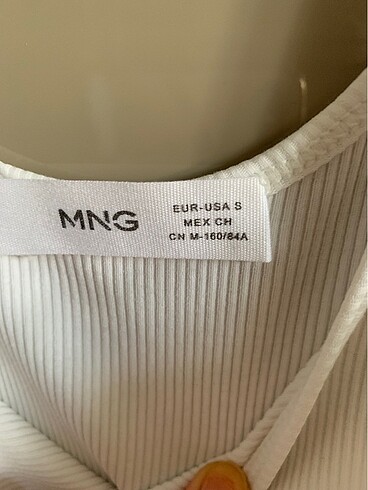 MNG
EUR-USA S
MEX CH
CN M-160/84A